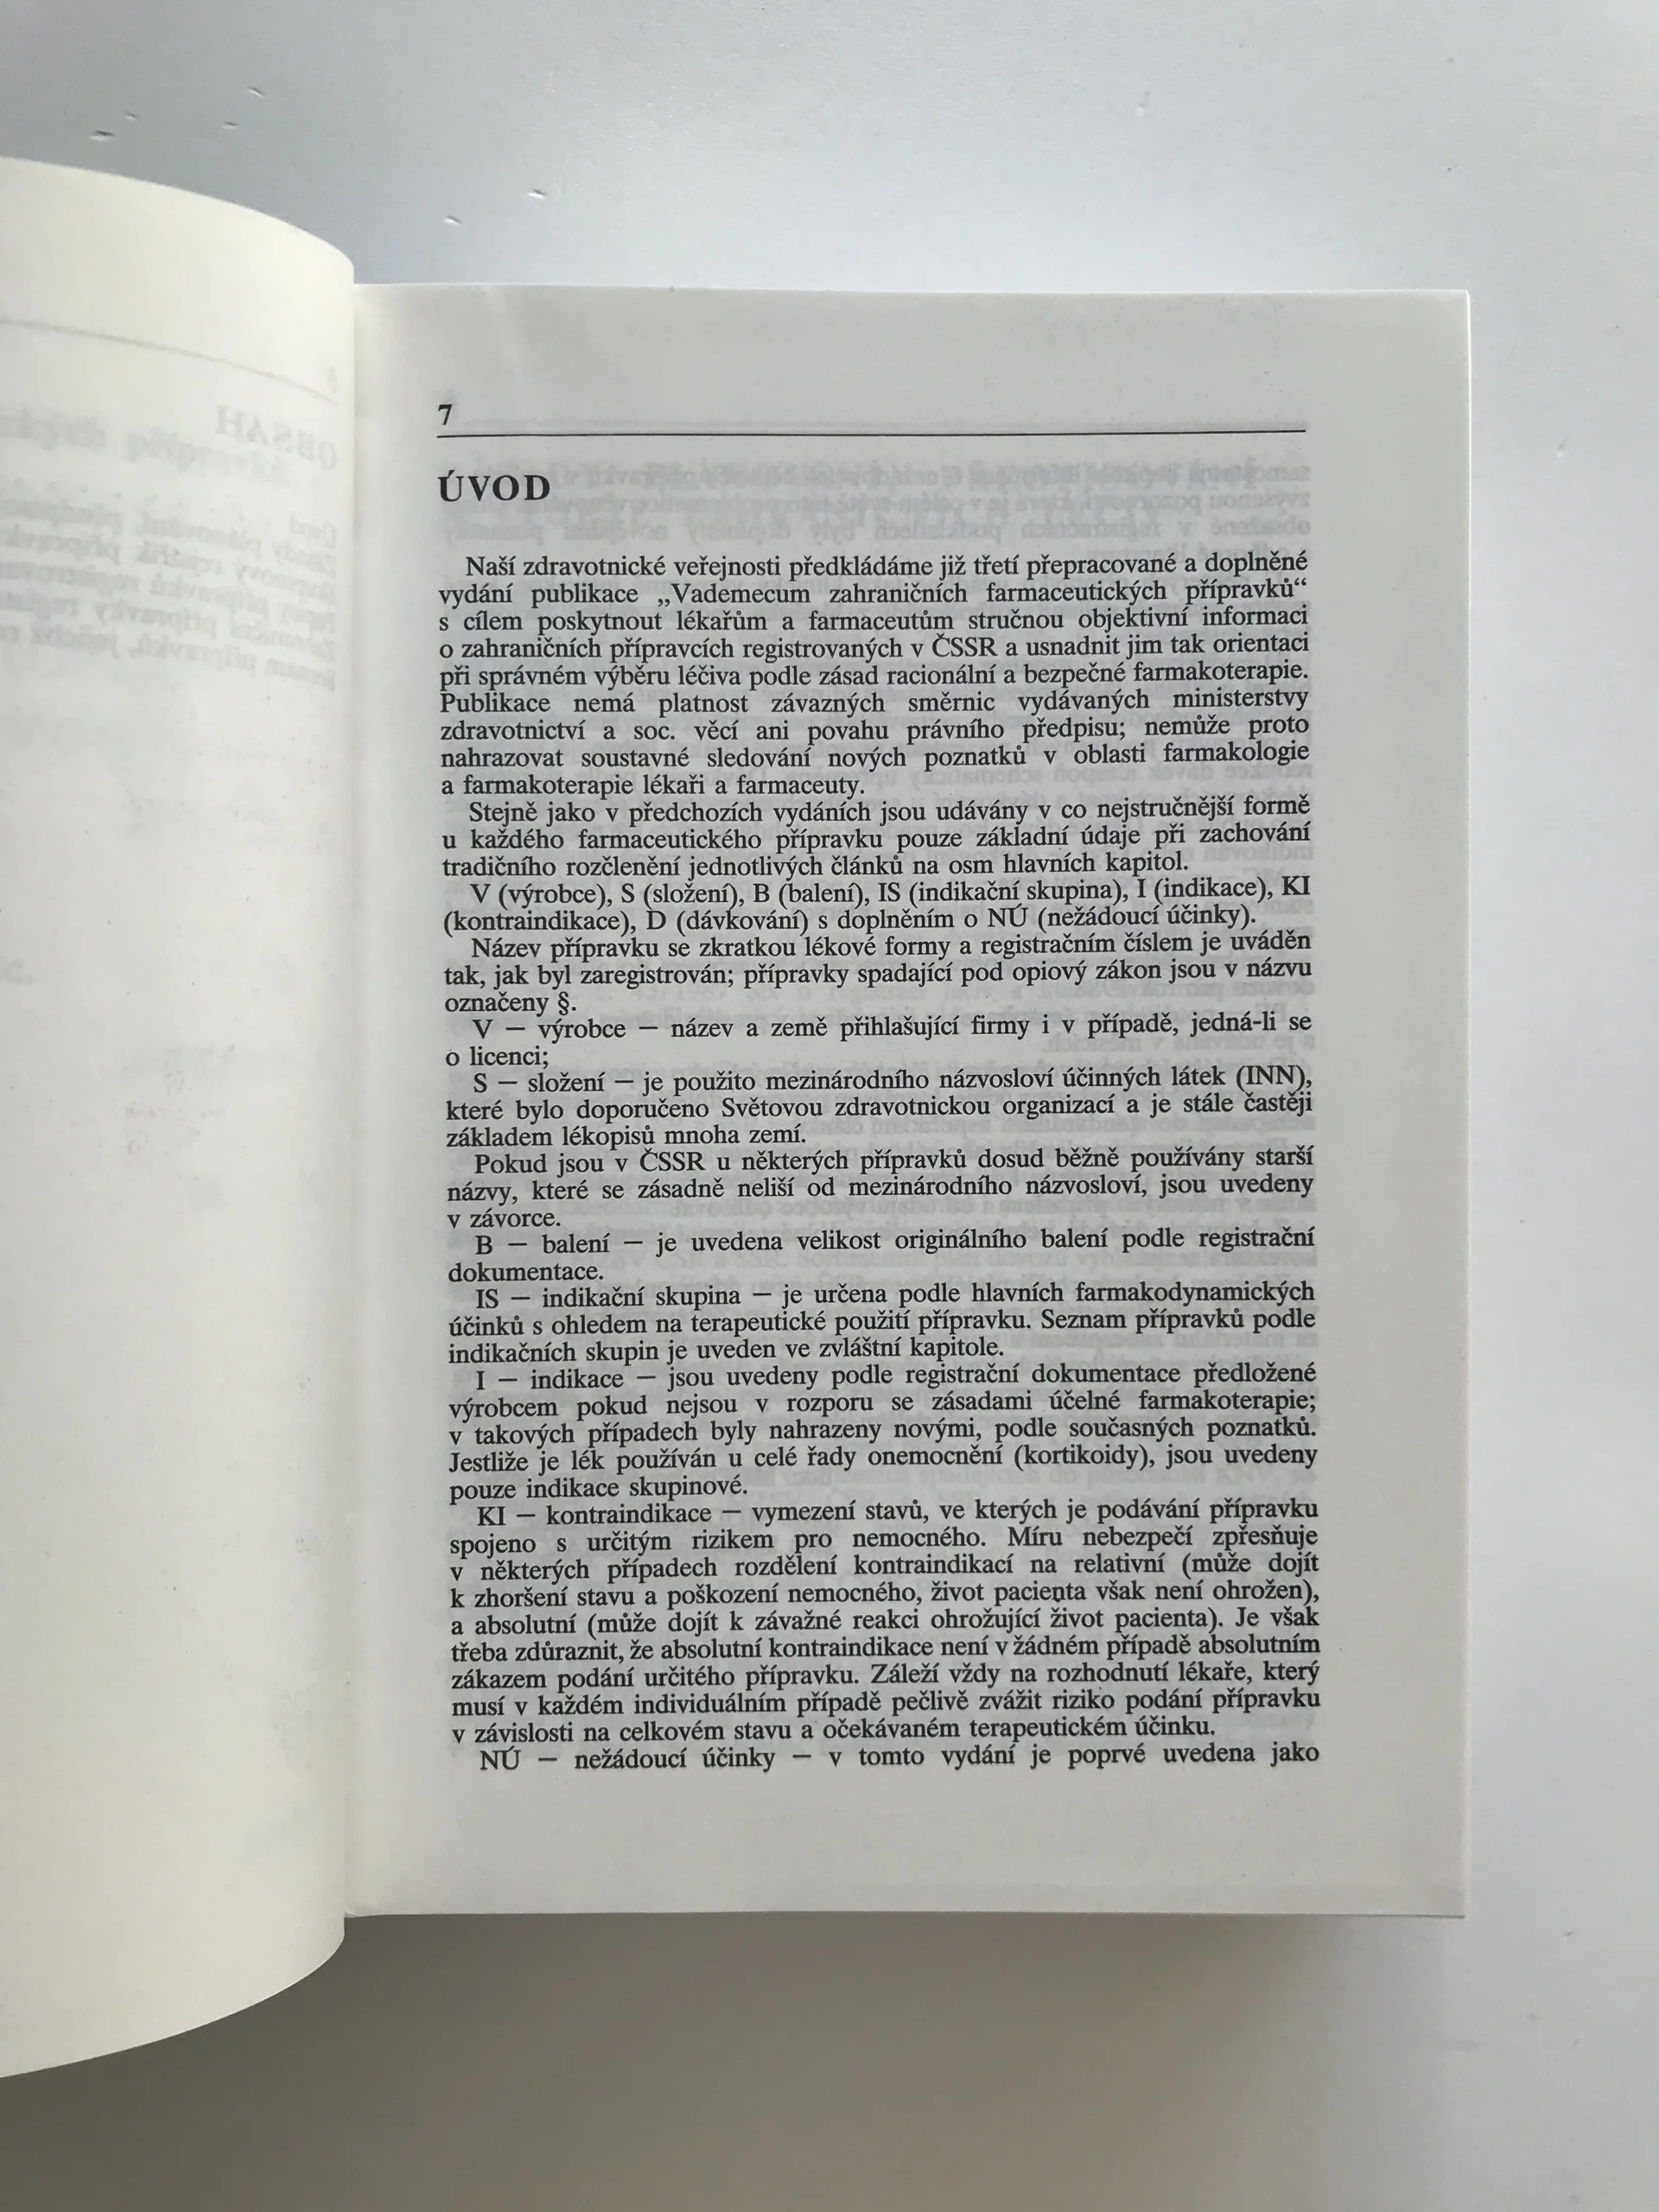 7
ÚVOD
Naší zdravotnické veřejnosti předkládáme již třetí přepracované a doplněné
vydání publikace „Vademecum zahraničních farmaceutických přípravků“
s cílem poskytnout lékařům a farmaceutům stručnou objektivní informaci
o zahraničních přípravcích registrovaných v ČSSR a usnadnit jim tak orientaci
při správném výběru léčiva podle zásad racionální a bezpečné farmakoterapie.
Publikace nemá platnost závazných směrnic vydávaných ministerstvy
zdravotnictví a soc. věcí ani povahu právního předpisu; nemůže proto
nahrazovat soustavné sledování nových poznatků v oblasti farmakologie
a farmakoterapie lékaři a farmaceuty.
Stejně jako v předchozích vydáních jsou udávány v co nejstručnější formě
u každého farmaceutického přípravku pouze základní údaje při zachování
tradičního rozčlenění jednotlivých článků na osm hlavních kapitol.
V (výrobce), S (složení), B (balení), IS (indikační skupina), I (indikace), KI
(kontraindikace), D (dávkování) s doplněním o NÚ (nežádoucí účinky).
Název přípravku se zkratkou lékové formy a registračním číslem je uváděn
tak, jak byl zaregistrován; přípravky spadající pod opiový zákon jsou v názvu
označeny §.
V — výrobce — název a země přihlašující firmy i v případě, jedná-li se
o licenci;
S — složení — je použito mezinárodního názvosloví účinných látek (INN),
které bylo doporučeno Světovou zdravotnickou organizací a je stále častěji
základem lékopisů mnoha zemí.
Pokud jsou v ČSSR u některých přípravků dosud běžně používány starší
názvy, které se zásadně neliší od mezinárodního názvosloví, jsou uvedeny
v závorce.
B — balení — je uvedena velikost originálního balení podle registrační
dokumentace.
IS — indikační skupina — je určena podle hlavních farmakodynamických
účinků s ohledem na terapeutické použití přípravku. Seznam přípravků podle
indikačních skupin je uveden ve zvláštní kapitole.
I — indikace — jsou uvedeny podle registrační dokumentace předložené
výrobcem pokud nejsou v rozporu se zásadami účelné farmakoterapie;
v takových případech byly nahrazeny novými, podle současných poznatků.
Jestliže je lék používán u celé řady onemocnění (kortikoidy), jsou uvedeny
pouze indikace skupinové.
KI — kontraindikace — vymezení stavů, ve kterých je podávání přípravku
spojeno s určitým rizikem pro nemocného. Míru nebezpečí zpřesňuje
v některých případech rozdělení kontraindikací na relativní (může dojít
k zhoršení stavu a poškození nemocného, život pacienta však není ohrožen),
a absolutní (může dojít k závažné reakci ohrožující život pacienta). Je však
třeba zdůraznit, že absolutní kontraindikace není v žádném případě absolutním
zákazem podání určitého přípravku. Záleží vždy na rozhodnutí lékaře, který
musí v každém individuálním případě pečlivě zvážit riziko podání přípravku
v závislosti na celkovém stavu a očekávaném terapeutickém účinku.
NÚ — nežádoucí účinky — v tomto vydání je poprvé uvedena jako